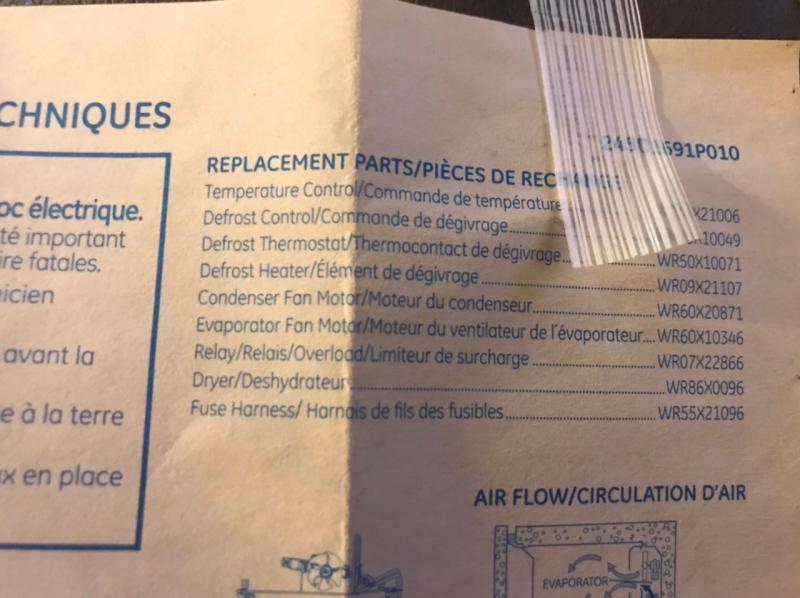 CHNIQUES
oc électrique.
té important
ire fatales.
icien
avant la
e à la terre
x en place
691P010
REPLACEMENT PARTS/PIÈCES DE RECHANGE
Temperature Control/Commande de température X21006
Defrost Control/Commande de dégivrage 10049
Defrost Thermostat/Thermocontact de dégivrage WR50X10071
Defrost Heater/Élément de dégivrage WR09X21107
Condenser Fan Motor/Moteur du condenseur WR60X20871
Evaporator Fan Motor/Moteur du ventilateur de l'évaporateur WR60X10346
Relay/Relais/Overload/Limiteur de surcharge WR07X22866
Dryer/Deshydrateur WR86X0096
Fuse Harness/ Harnais de fils des fusibles WR55X21096
AIR FLOW/CIRCULATION D'AIR
EVAPORATOR